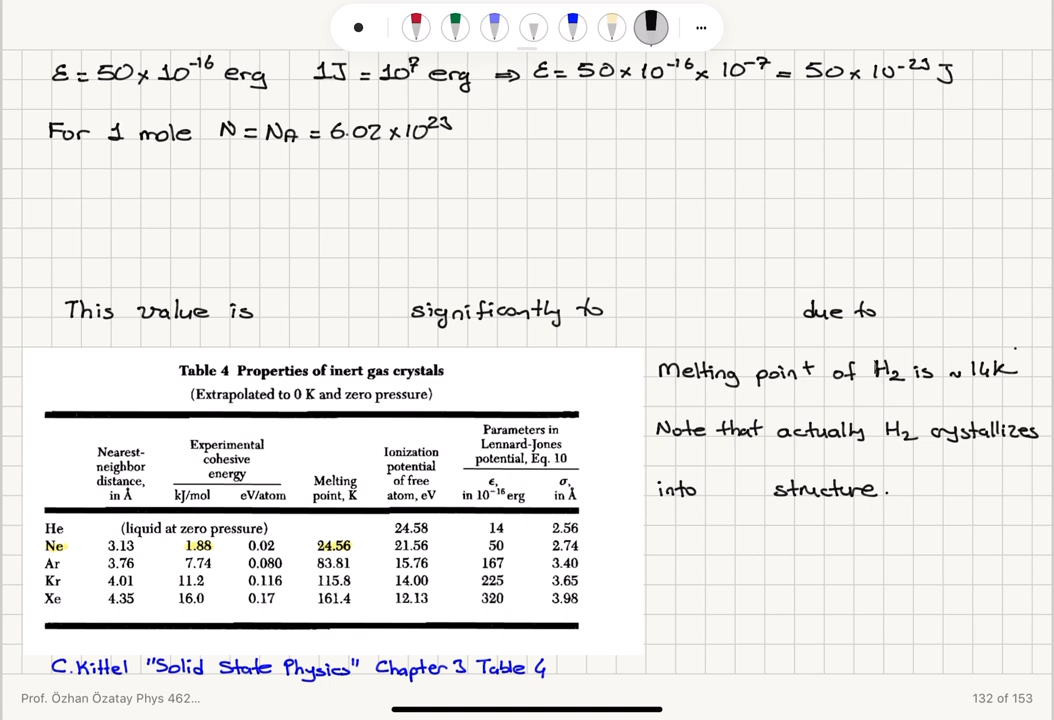 ε = 50 × 10^-16 erg 1J = 10^7 erg ⇒ ε = 50 × 10^-16 × 10^-7 = 50 × 10^-23 J
For 1 mole N = N_A = 6.02 × 10^23
This value is significantly to due to
Table 4 Properties of inert gas crystals
(Extrapolated to 0 K and zero pressure)
Nearest-neighbor distance, in Å Experimental cohesive energy kJ/mol eV/atom Melting point, K Ionization potential of free atom, eV Parameters in Lennard-Jones potential, Eq. 10 ϵ, in 10^-16 erg σ, in Å
He (liquid at zero pressure) 24.58 14 2.56
Ne 3.13 1.88 0.02 24.56 21.56 50 2.74
Ar 3.76 7.74 0.080 83.81 15.76 167 3.40
Kr 4.01 11.2 0.116 115.8 14.00 225 3.65
Xe 4.35 16.0 0.17 161.4 12.13 320 3.98
Melting point of H2 is ~ 14K
Note that actually H2 crystallizes
into structure.
C. Kittel "Solid State Physics" Chapter 3 Table 4
Prof. Özhan Özatay Phys 462...
132 of 153